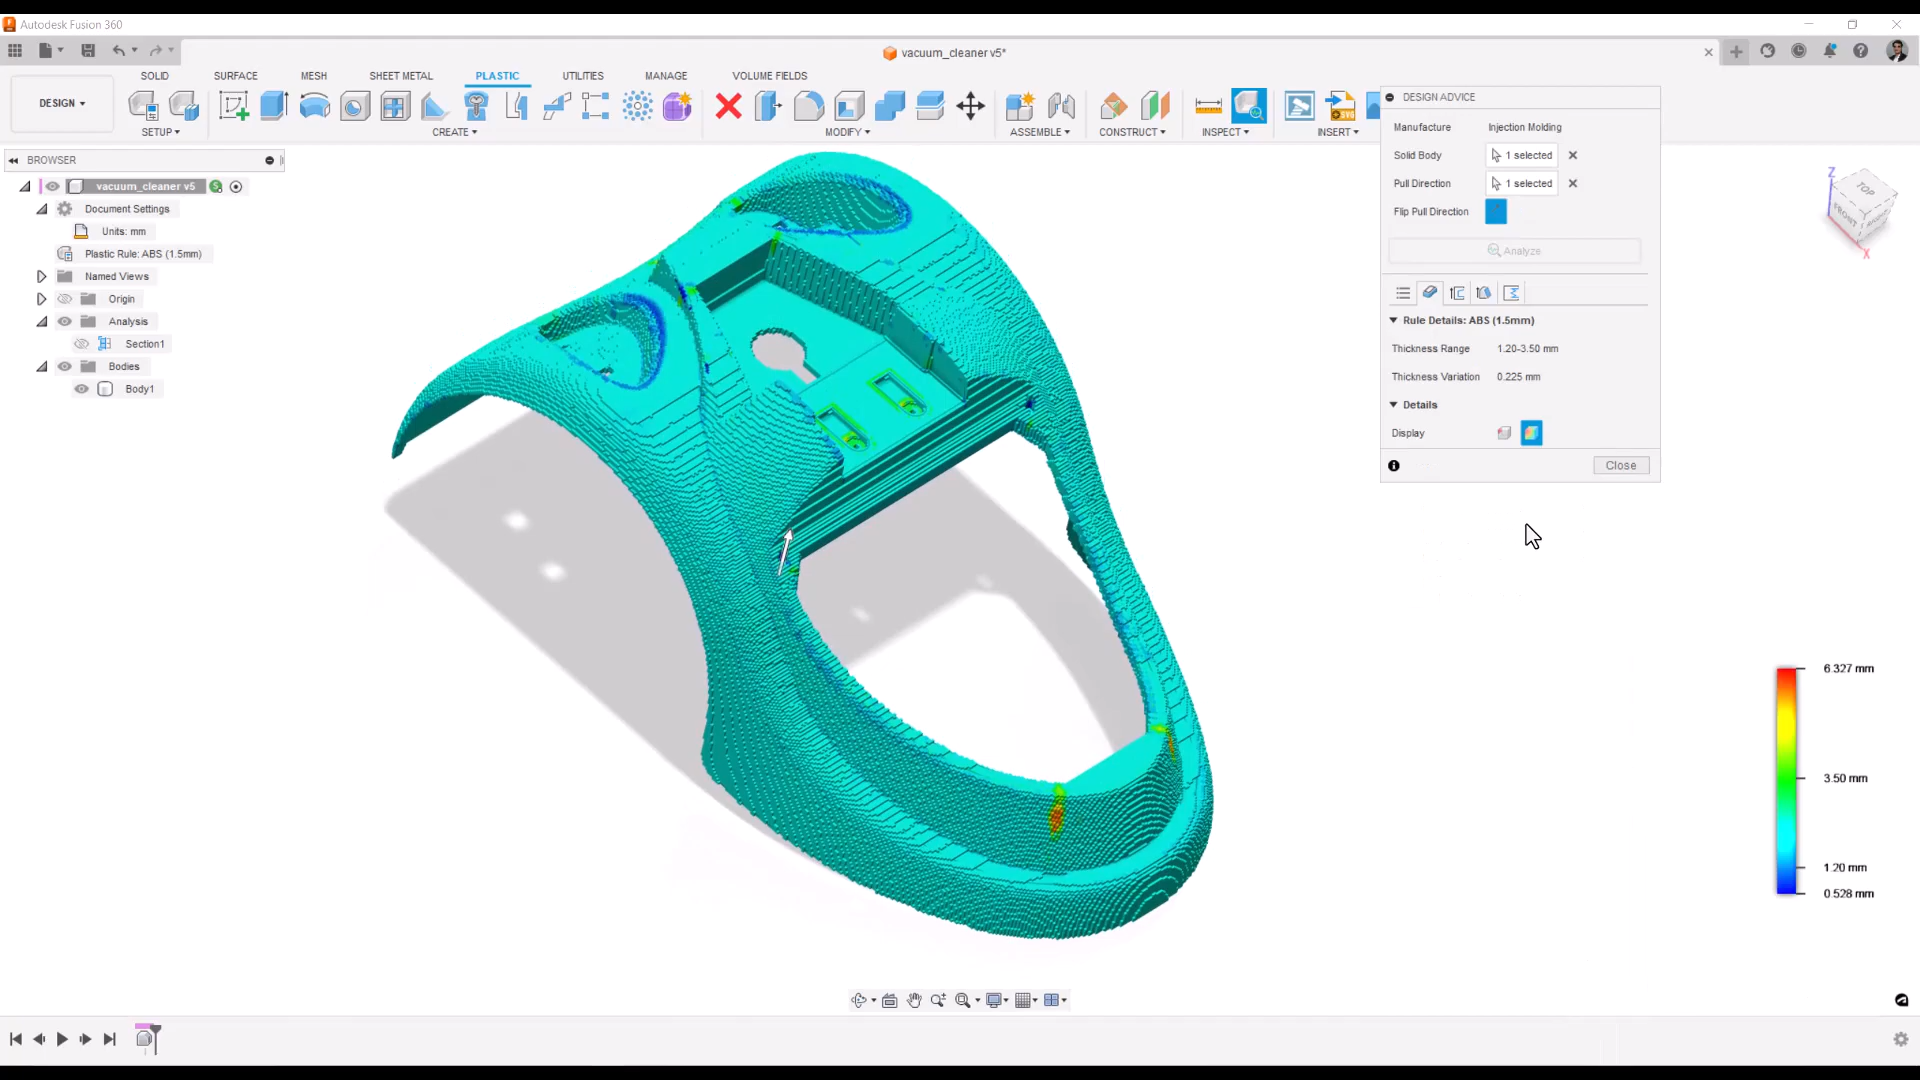 Autodesk Fusion 360
vacuum_cleaner v5*
DESIGN
SOLID SURFACE MESH SHEET METAL PLASTIC UTILITIES MANAGE VOLUME FIELDS
SETUP CREATE MODIFY ASSEMBLE CONSTRUCT INSPECT INSERT
BROWSER
vacuum_cleaner v5
Document Settings
Units: mm
Plastic Rule: ABS (1.5mm)
Named Views
Origin
Analysis
Section1
Bodies
Body1
DESIGN ADVICE
Manufacture Injection Molding
Solid Body 1 selected
Pull Direction 1 selected
Flip Pull Direction
Analyze
Rule Details: ABS (1.5mm)
Thickness Range 1.20-3.50 mm
Thickness Variation 0.225 mm
Details
Display
Close
Z
TOP
FRONT
X
6.327 mm
3.50 mm
1.20 mm
0.528 mm